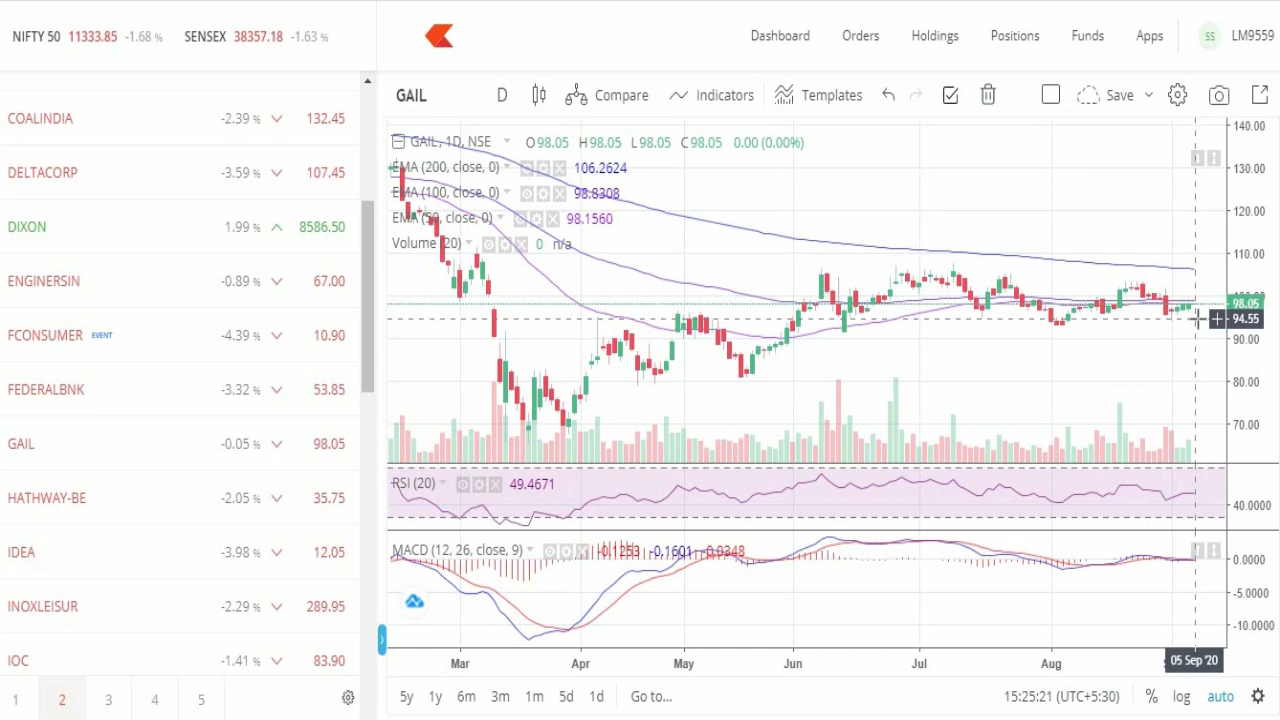 NIFTY 50 11333.85 -1.68 % SENSEX 38357.18 -1.63 %
Dashboard Orders Holdings Positions Funds Apps SS LM9559
COALINDIA -2.39 % 132.45
DELTACORP -3.59 % 107.45
DIXON 1.99 % 8586.50
ENGINERSIN -0.89 % 67.00
FCONSUMER EVENT -4.39 % 10.90
FEDERALBNK -3.32 % 53.85
GAIL -0.05 % 98.05
HATHWAY-BE -2.05 % 35.75
IDEA -3.98 % 12.05
INOXLEISUR -2.29 % 289.95
IOC -1.41 % 83.90
1 2 3 4 5
GAIL D Compare Indicators Templates Save
GAIL, 1D, NSE O98.05 H98.05 L98.05 C98.05 0.00 (0.00%)
EMA (200, close, 0) 106.2624
EMA (100, close, 0) 98.8308
EMA (50, close, 0) 98.1560
Volume (20) 0 n/a
140.00
130.00
120.00
110.00
98.05
94.55
90.00
80.00
70.00
RSI (20) 49.4671
40.0000
MACD (12, 26, close, 9) -0.1253 -0.1601 -0.0348
0.0000
-5.0000
-10.0000
Mar Apr May Jun Jul Aug 05 Sep '20
5y 1y 6m 3m 1m 5d 1d Go to... 15:25:21 (UTC+5:30) % log auto